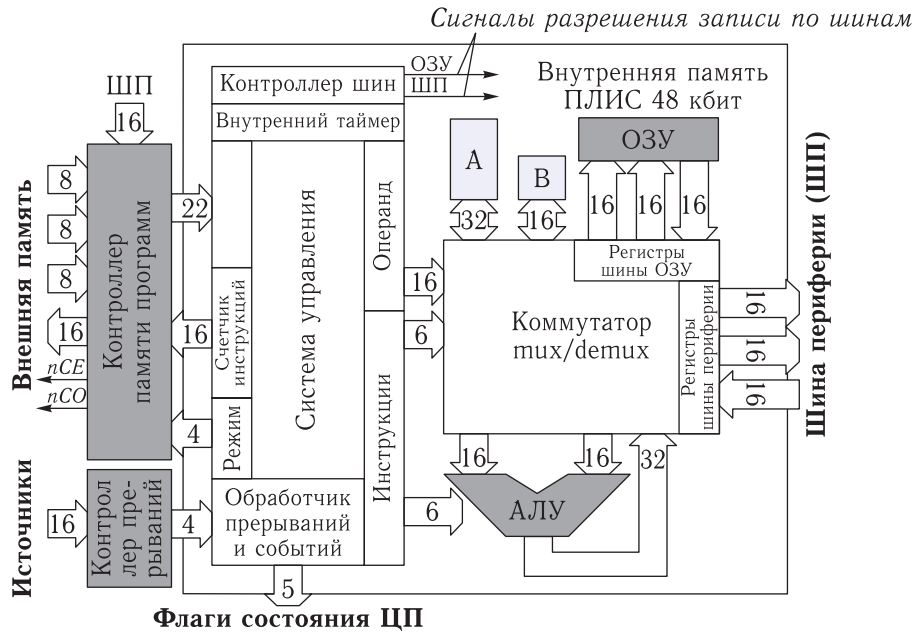 Сигналы разрешения записи по шинам
ОЗУ
ШП
Контроллер шин
Внутренний таймер
Внутренняя память
ПЛИС 48 кбит
ОЗУ
A
B
32
16
16
16
16
ШП
16
Внешняя память
8
8
8
16
nCE
nCO
Контроллер
памяти программ
22
16
4
Счетчик
инструкций
Режим
Система управления
Операнд
Инструкции
16
6
6
Регистры
шины ОЗУ
Коммутатор
mux/demux
Регистры
шины периферии
16
16
16
Шина периферии (ШП)
16
16
32
АЛУ
Источники
16
Контрол
лер пре-
рываний
4
Обработчик
прерываний
и событий
5
Флаги состояния ЦП